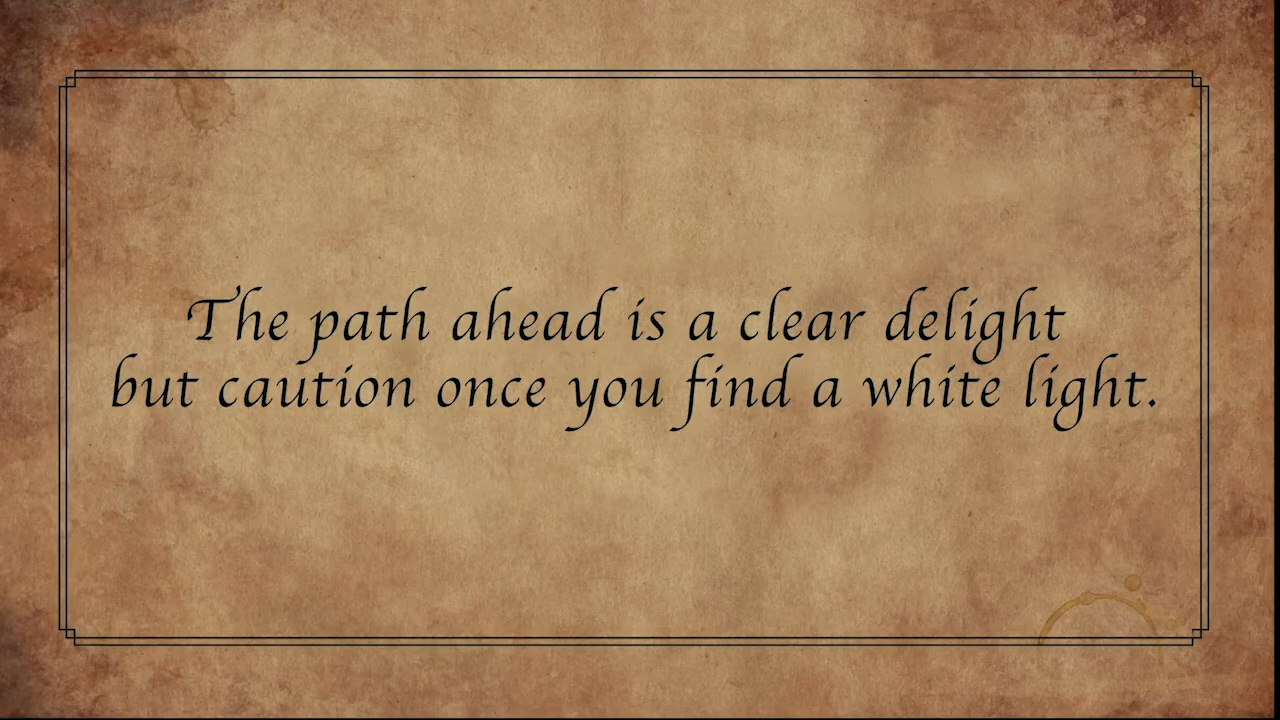 The path ahead is a clear delight
but caution once you find a white light.